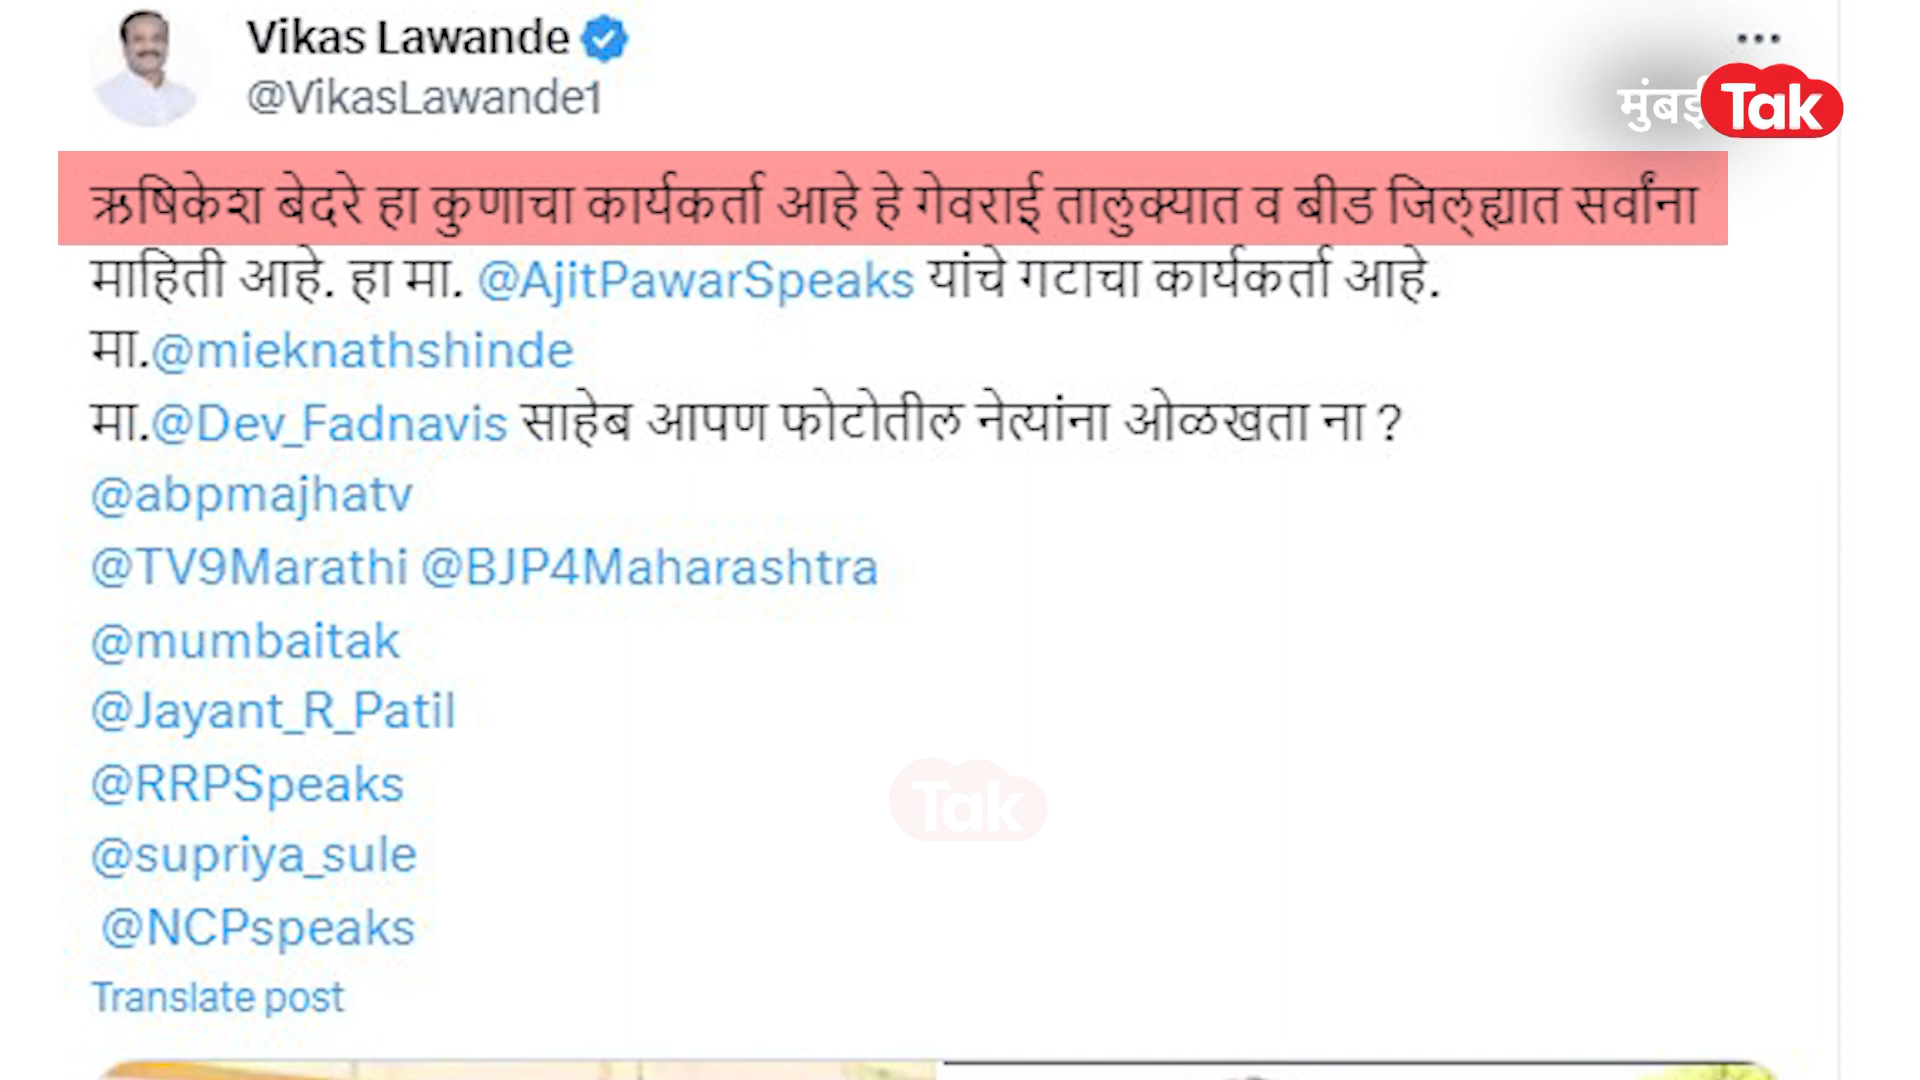 Vikas Lawande
@VikasLawande1
मुंबई Tak
ऋषिकेश बेदरे हा कुणाचा कार्यकर्ता आहे हे गेवराई तालुक्यात व बीड जिल्ह्यात सर्वांना
माहिती आहे. हा मा. @AjitPawarSpeaks यांचे गटाचा कार्यकर्ता आहे.
मा.@mieknathshinde
मा.@Dev_Fadnavis साहेब आपण फोटोतील नेत्यांना ओळखता ना ?
@abpmajhatv
@TV9Marathi @BJP4Maharashtra
@mumbaitak
@Jayant_R_Patil
@RRPSpeaks
Tak
@supriya_sule
@NCPspeaks
Translate post